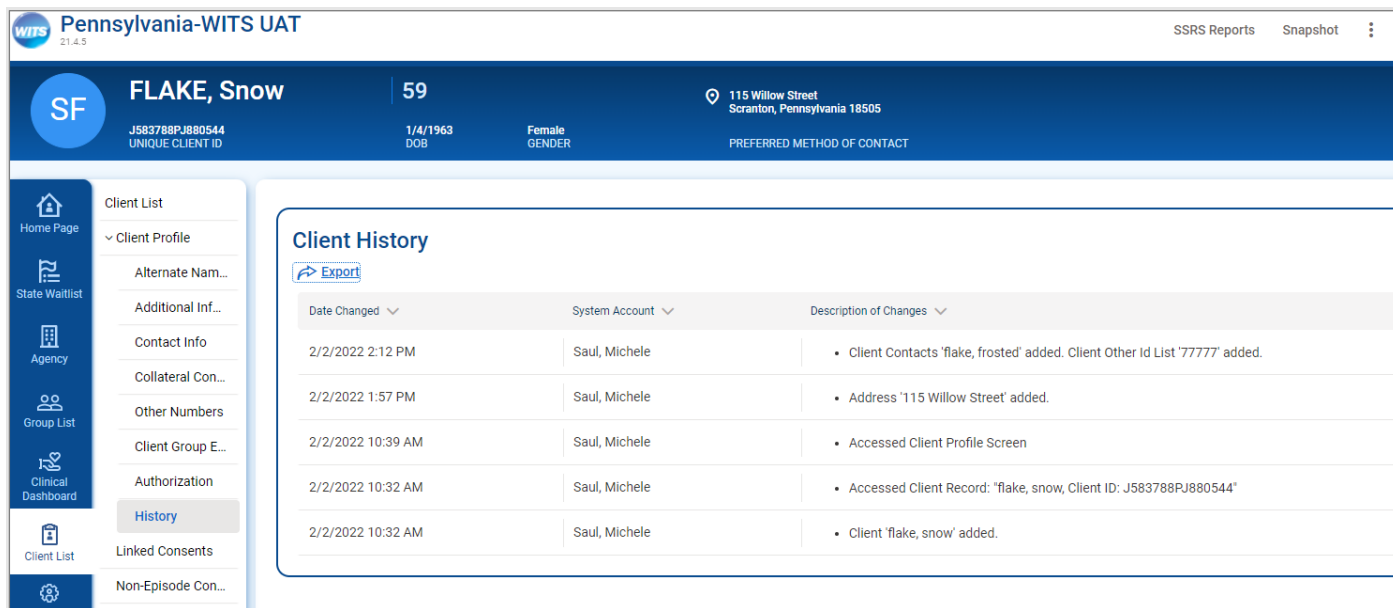 WITS Pennsylvania-WITS UAT
21.4.5
SSRS Reports Snapshot
SF
FLAKE, Snow 59
J583788PJ880544
UNIQUE CLIENT ID
1/4/1963
DOB
Female
GENDER
115 Willow Street
Scranton, Pennsylvania 18505
PREFERRED METHOD OF CONTACT
Home Page
State Waitlist
Agency
Group List
Clinical
Dashboard
Client List
Client List
Client Profile
Alternate Nam...
Additional Inf...
Contact Info
Collateral Con...
Other Numbers
Client Group E...
Authorization
History
Linked Consents
Non-Episode Con...
Client History
Export
Date Changed System Account Description of Changes
2/2/2022 2:12 PM Saul, Michele • Client Contacts 'flake, frosted' added. Client Other Id List '77777' added.
2/2/2022 1:57 PM Saul, Michele • Address '115 Willow Street' added.
2/2/2022 10:39 AM Saul, Michele • Accessed Client Profile Screen
2/2/2022 10:32 AM Saul, Michele • Accessed Client Record: "flake, snow, Client ID: J583788PJ880544"
2/2/2022 10:32 AM Saul, Michele • Client 'flake, snow' added.